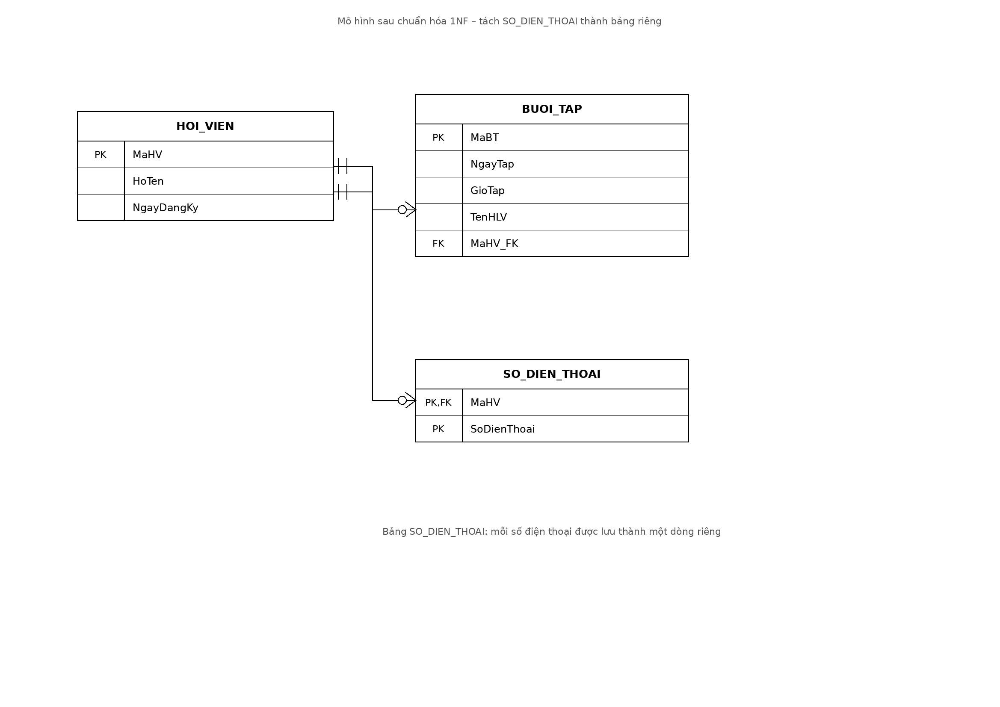 Mô hình sau chuẩn hóa 1NF – tách SO_DIEN_THOAI thành bảng riêng
HOI_VIEN
PK MaHV
HoTen
NgayDangKy
BUOI_TAP
PK MaBT
NgayTap
GioTap
TenHLV
FK MaHV_FK
SO_DIEN_THOAI
PK,FK MaHV
PK SoDienThoai
Bảng SO_DIEN_THOAI: mỗi số điện thoại được lưu thành một dòng riêng